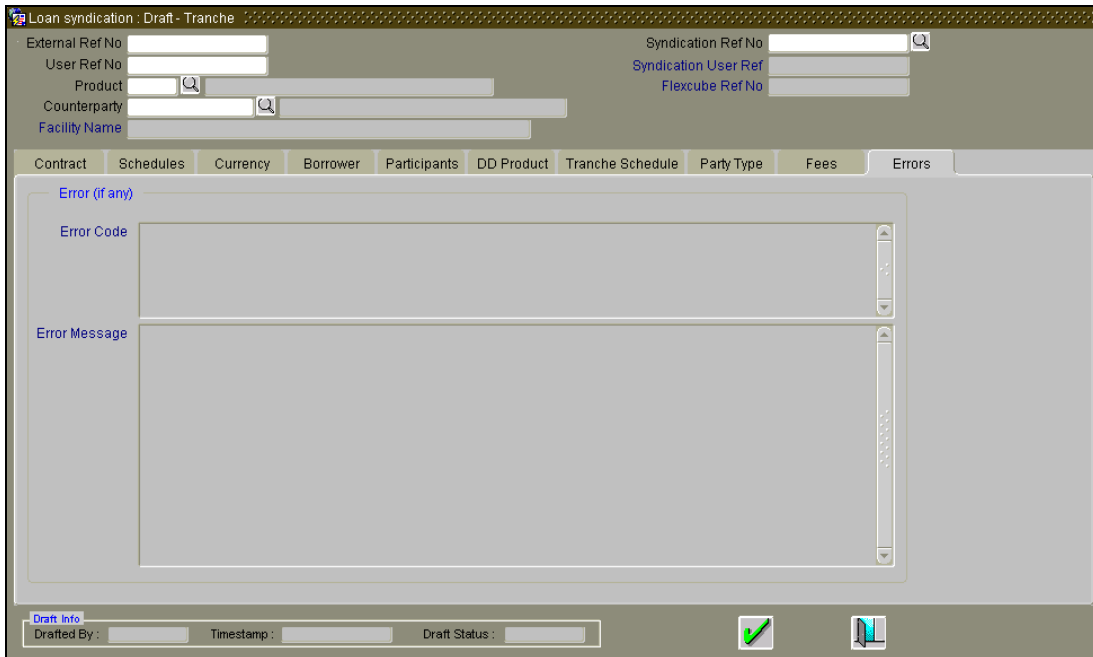 Loan syndication : Draft - Tranche
External Ref No
Syndication Ref No
User Ref No
Syndication User Ref
Product
Flexcube Ref No
Counterparty
Facility Name
Contract Schedules Currency Borrower Participants DD Product Tranche Schedule Party Type Fees Errors
Error (if any)
Error Code
Error Message
Draft Info
Drafted By : Timestamp : Draft Status :